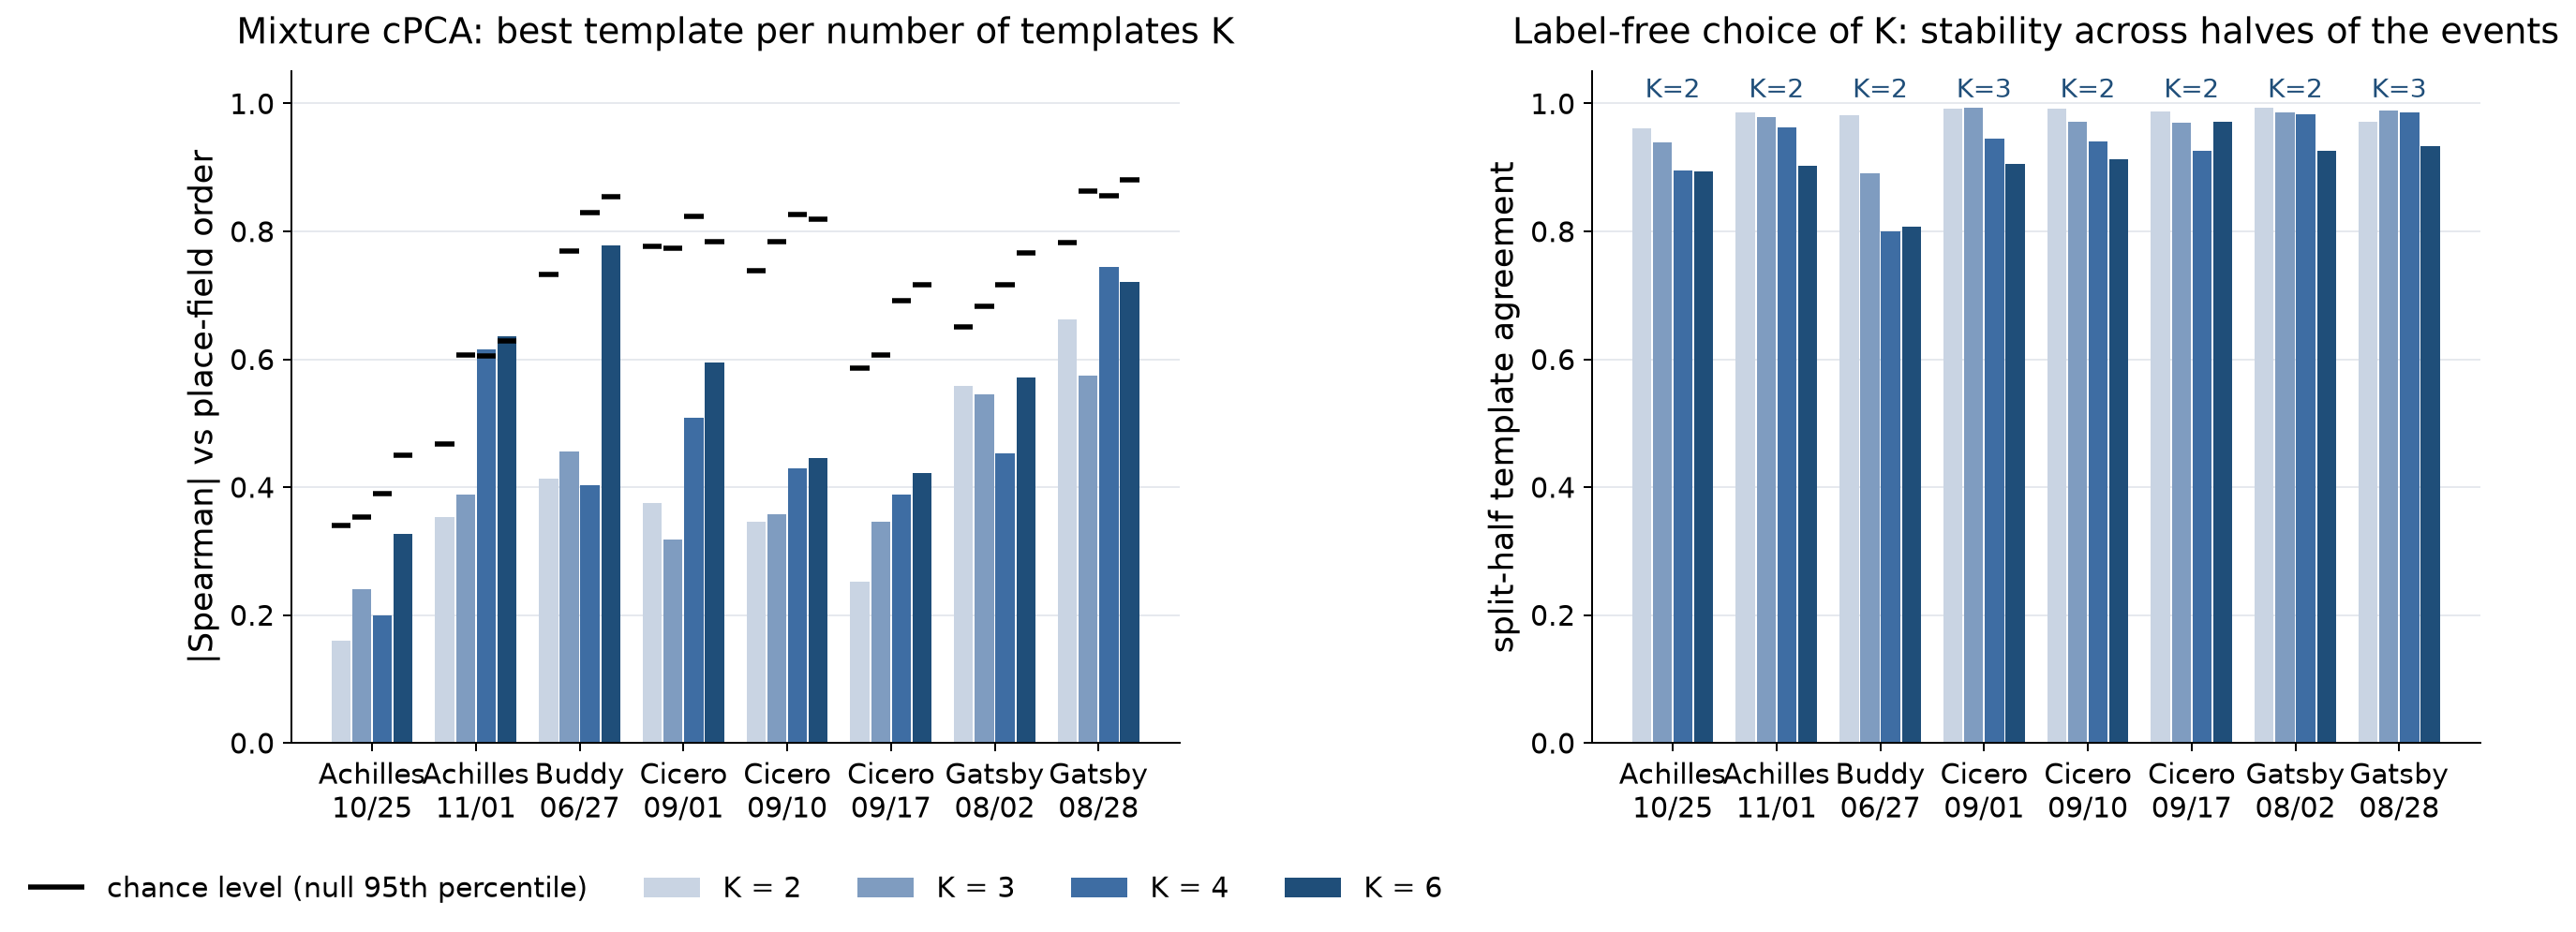 Mixture cPCA: best template per number of templates K
|Spearman| vs place-field order
1.0
0.8
0.6
0.4
0.2
0.0
Achilles Achilles Buddy Cicero Cicero Cicero Gatsby Gatsby
10/25 11/01 06/27 09/01 09/10 09/17 08/02 08/28
Label-free choice of K: stability across halves of the events
split-half template agreement
K=2 K=2 K=2 K=3 K=2 K=2 K=2 K=3
1.0
0.8
0.6
0.4
0.2
0.0
Achilles Achilles Buddy Cicero Cicero Cicero Gatsby Gatsby
10/25 11/01 06/27 09/01 09/10 09/17 08/02 08/28
chance level (null 95th percentile) K = 2 K = 3 K = 4 K = 6